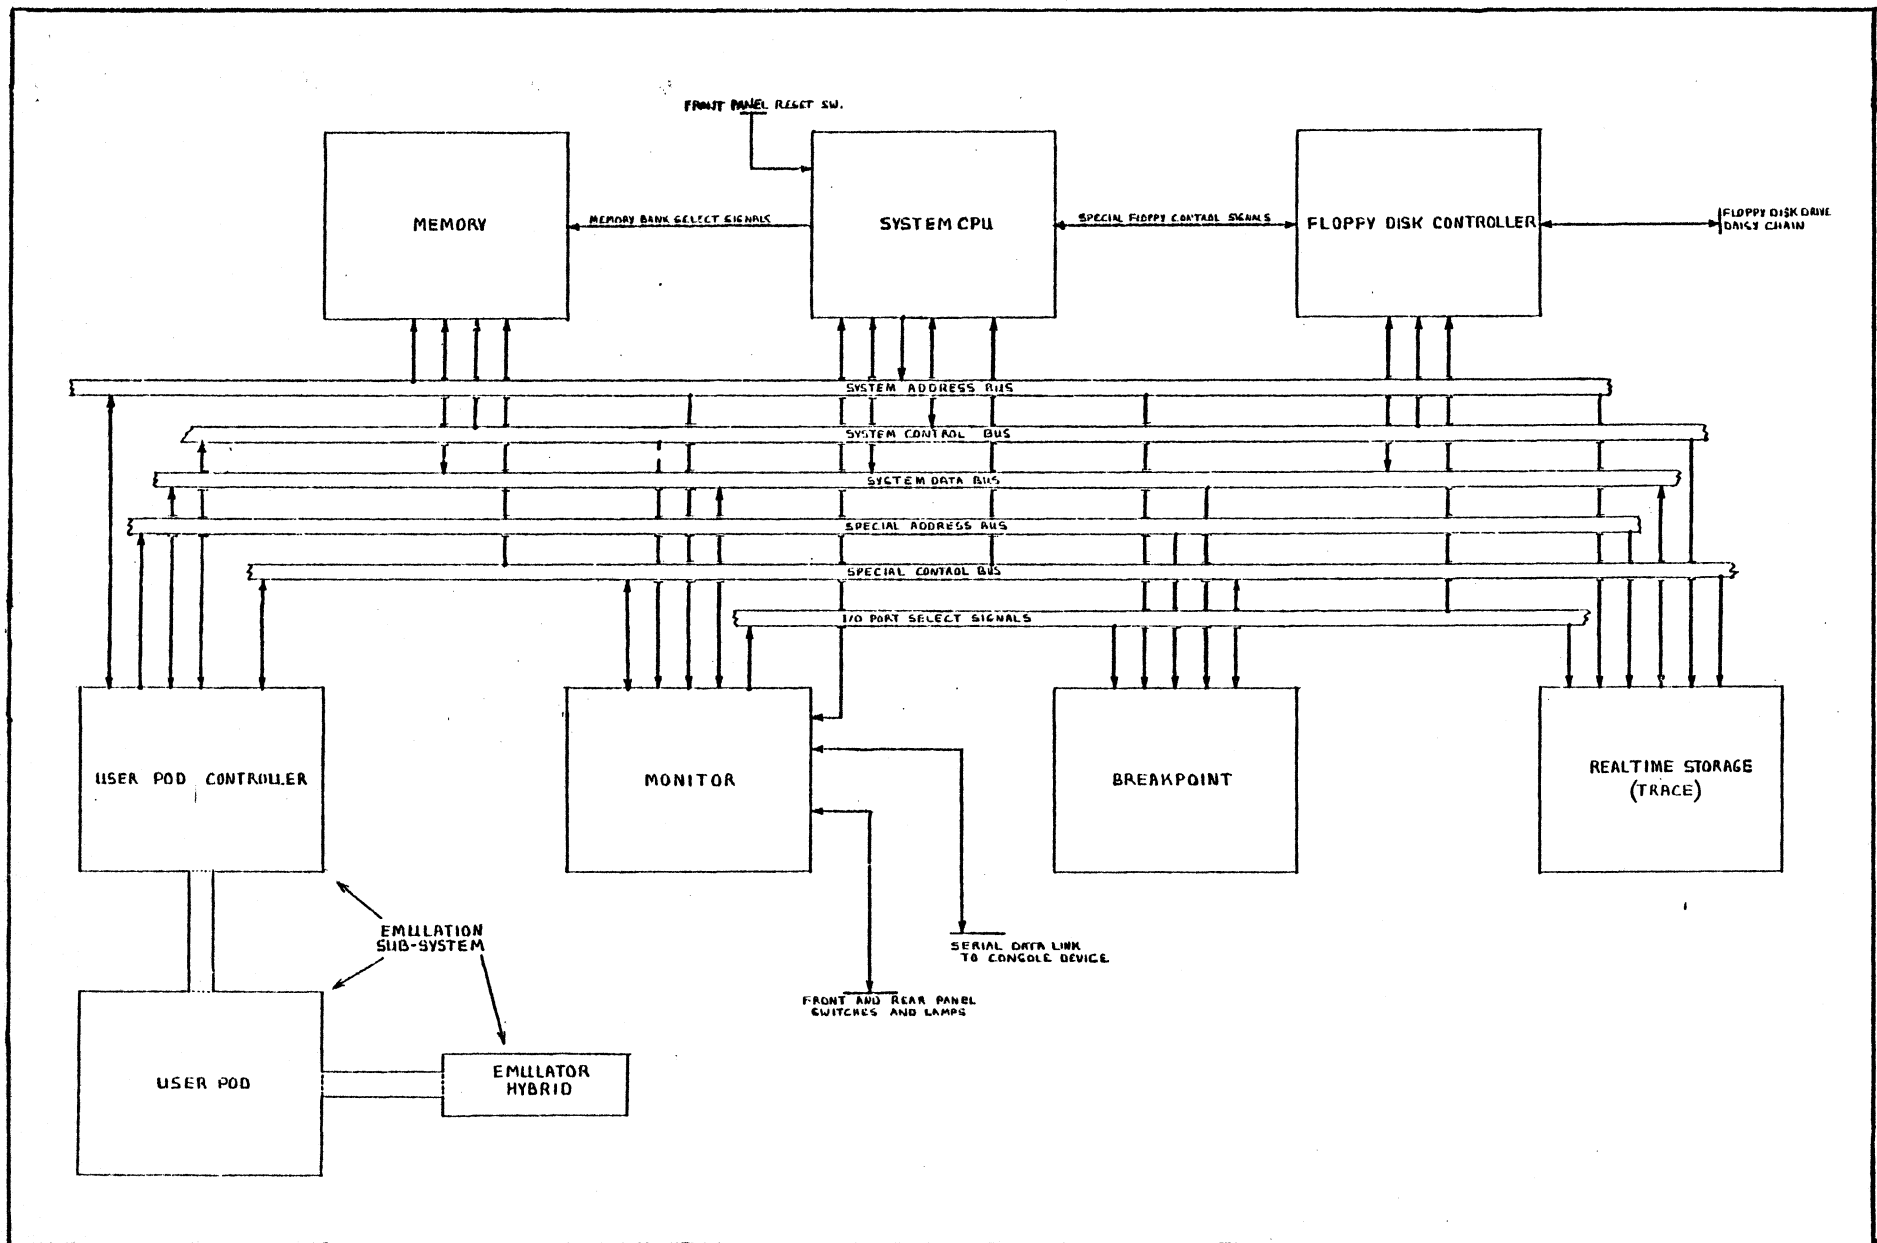 FRONT PANEL RESET SW.
MEMORY
MEMORY BANK SELECT SIGNALS
SYSTEM CPU
SPECIAL FLOPPY CONTROL SIGNALS
FLOPPY DISK CONTROLLER
FLOPPY DISK DRIVE
DAISY CHAIN
SYSTEM ADDRESS BUS
SYSTEM CONTROL BUS
SYSTEM DATA BUS
SPECIAL ADDRESS BUS
SPECIAL CONTROL BUS
I/O PORT SELECT SIGNALS
USER POD CONTROLLER
MONITOR
BREAKPOINT
REALTIME STORAGE
(TRACE)
EMULATION
SUB-SYSTEM
SERIAL DATA LINK
TO CONSOLE DEVICE
FRONT AND REAR PANEL
SWITCHES AND LAMPS
USER POD
EMULATOR
HYBRID